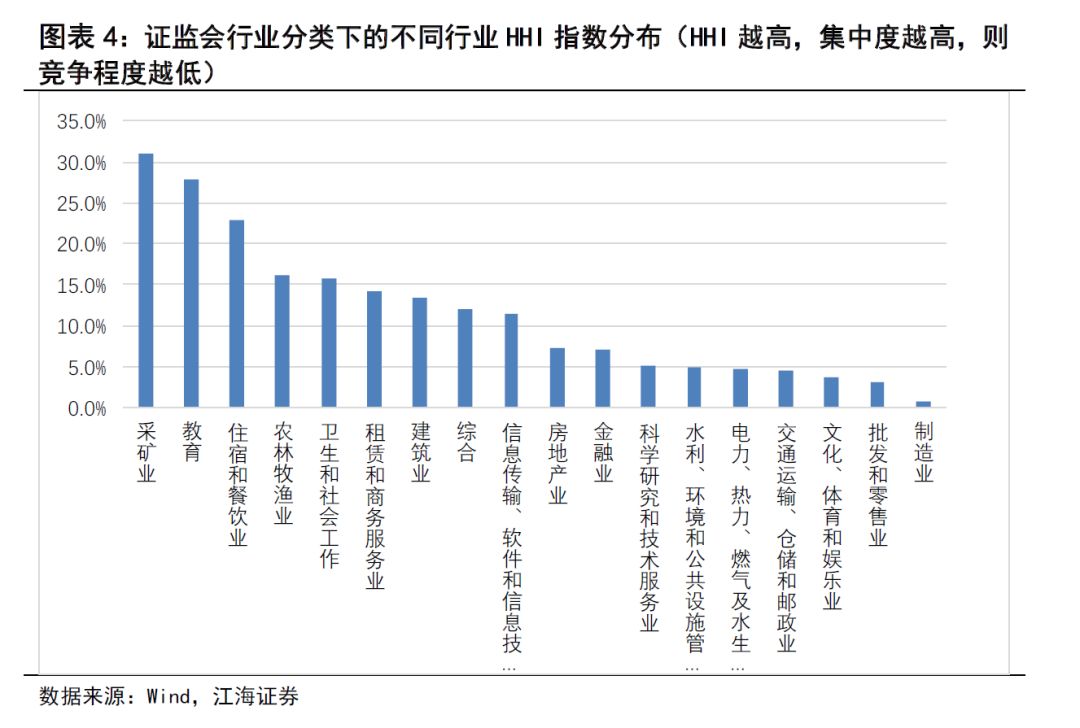 图表 4：证监会行业分类下的不同行业 HHI 指数分布（HHI 越高，集中度越高，则
竞争程度越低）
35.0%
30.0%
25.0%
20.0%
15.0%
10.0%
5.0%
0.0%
采矿业
教育
住宿和餐饮业
农林牧渔业
卫生和社会工作
租赁和商务服务业
建筑业
综合
信息传输、软件和信息技…
房地产业
金融业
科学研究和技术服务业
水利、环境和公共设施管…
电力、热力、燃气及水生…
交通运输、仓储和邮政业
文化、体育和娱乐业
批发和零售业
制造业
数据来源：Wind，江海证券